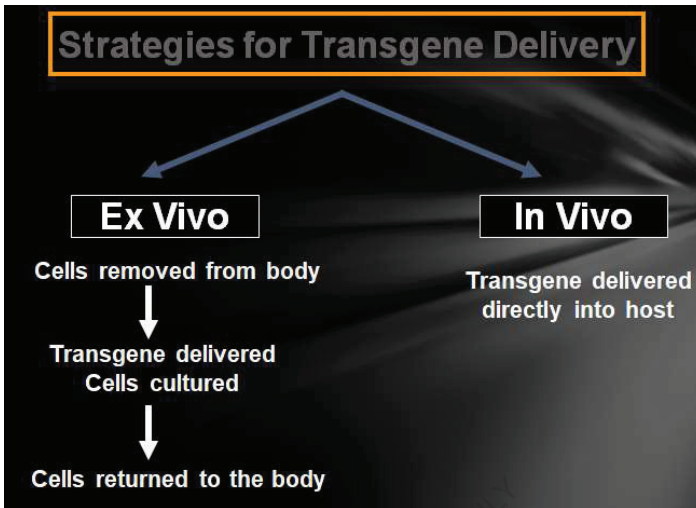 Strategies for Transgene Delivery
Ex Vivo
Cells removed from body
Transgene delivered
Cells cultured
Cells returned to the body
In Vivo
Transgene delivered
directly into host